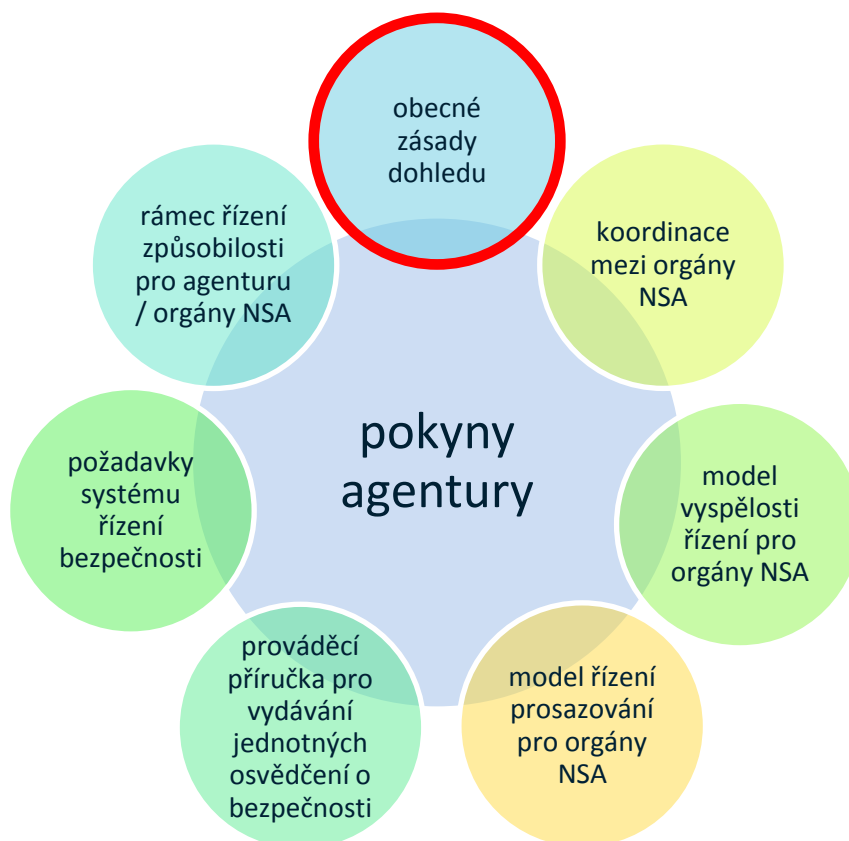 obecné
zásady
dohledu
koordinace
mezi orgány
NSA
model
vyspělosti
řízení pro
orgány NSA
model řízení
prosazování
pro orgány
NSA
prováděcí
příručka pro
vydávání
jednotných
osvědčení o
bezpečnosti
požadavky
systému
řízení
bezpečnosti
rámec řízení
způsobilosti
pro agenturu
/ orgány NSA
pokyny
agentury